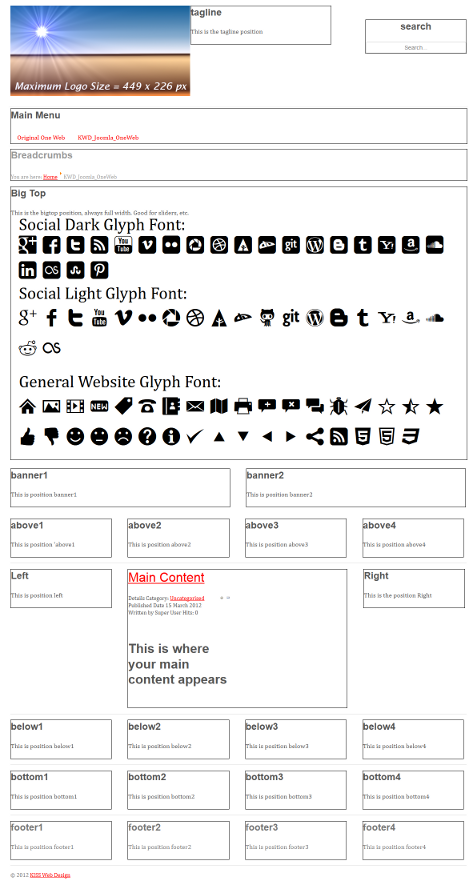 tagline
This is the tagline position
search
Search...
Maximum Logo Size = 449 x 226 px
Main Menu
Original One Web KWD_Joomla_OneWeb
Breadcrumbs
You are here: Home KWD_Joomla_OneWeb
Big Top
This is the bigtop position, always full width. Good for sliders, etc.
Social Dark Glyph Font:
You Tube git a
Social Light Glyph Font:
g+ f t You Tube git t Y! a
General Website Glyph Font:
NEW
banner1 banner2
This is position banner1 This is position banner2
above1 above2 above3 above4
This is position 'above1 This is position above2 This is position above3 This is position above4
Left Main Content Right
This is position left This is the position Right
Details Category: Uncategorised
Published Date 15 March 2012
Written by Super User Hits: 0
This is where
your main
content appears
below1 below2 below3 below4
This is position below1 This is position below2 This is position below3 This is position below4
bottom1 bottom2 bottom3 bottom4
This is position bottom1 This is position bottom2 This is position bottom3 This is position bottom4
footer1 footer2 footer3 footer4
This is position footer1 This is position footer2 This is position footer3 This is position footer4
© 2012 KISS Web Design